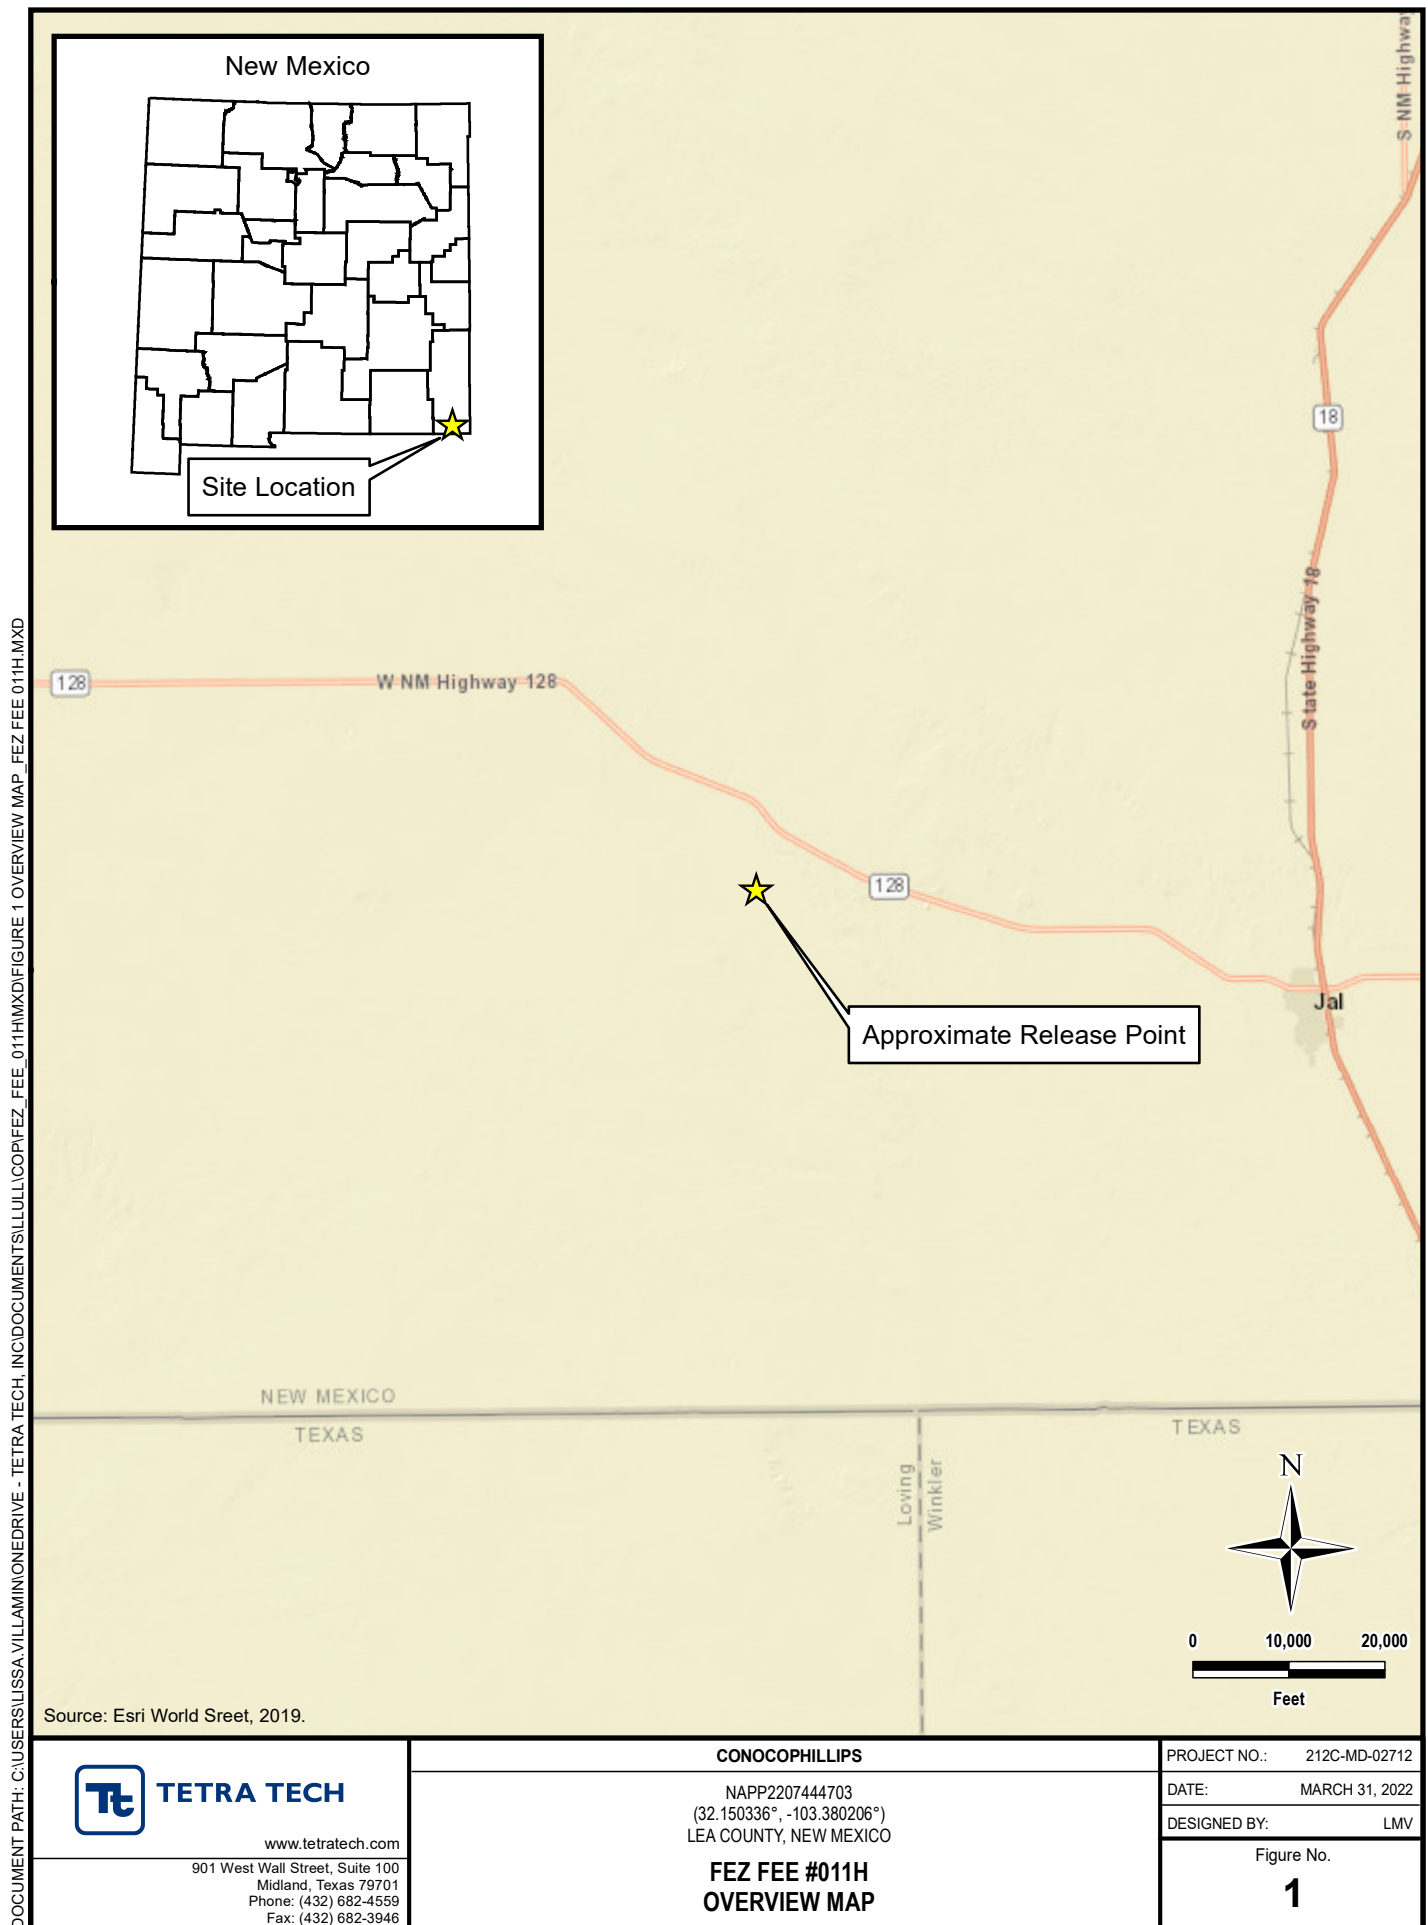 New Mexico
Site Location
S NM Highwa
18
State Highway 18
128
W NM Highway 128
128
Jal
Approximate Release Point
NEW MEXICO
TEXAS
TEXAS
Loving
Winkler
N
0 10,000 20,000
Feet
Source: Esri World Sreet, 2019.
DOCUMENT PATH: C:\USERS\LISSA.VILLAMIN\ONEDRIVE - TETRA TECH, INC\DOCUMENTS\LLULL\COP\FEZ_FEE_011H\MXD\FIGURE 1 OVERVIEW MAP_FEZ FEE 011H.MXD
Tt TETRA TECH
www.tetratech.com
901 West Wall Street, Suite 100
Midland, Texas 79701
Phone: (432) 682-4559
Fax: (432) 682-3946
CONOCOPHILLIPS
NAPP2207444703
(32.150336°, -103.380206°)
LEA COUNTY, NEW MEXICO
FEZ FEE #011H
OVERVIEW MAP
PROJECT NO.: 212C-MD-02712
DATE: MARCH 31, 2022
DESIGNED BY: LMV
Figure No.
1